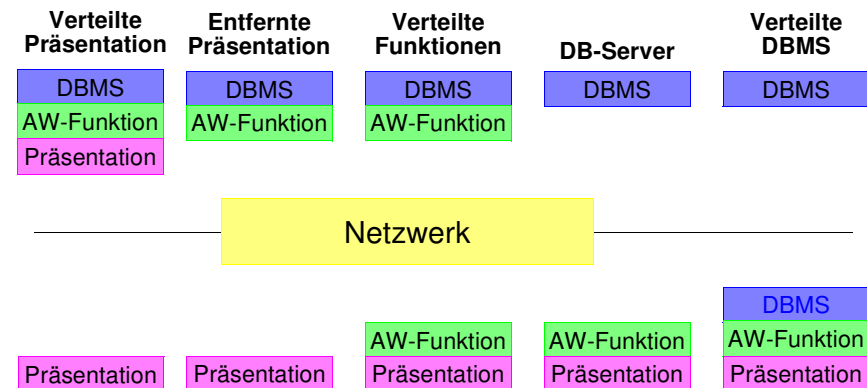 Verteilte Präsentation
Entfernte Präsentation
Verteilte Funktionen
DB-Server
Verteilte DBMS
DBMS
DBMS
DBMS
DBMS
DBMS
AW-Funktion
AW-Funktion
AW-Funktion
Präsentation
Netzwerk
DBMS
AW-Funktion
AW-Funktion
AW-Funktion
Präsentation
Präsentation
Präsentation
Präsentation
Präsentation